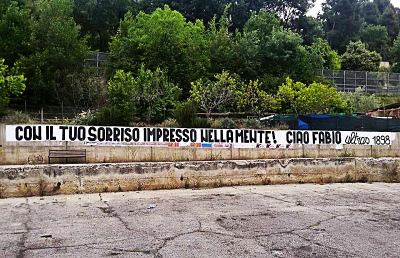 CON IL TUO SORRISO IMPRESSO NELLA MENTE! CIAO FABIO ultras 1898